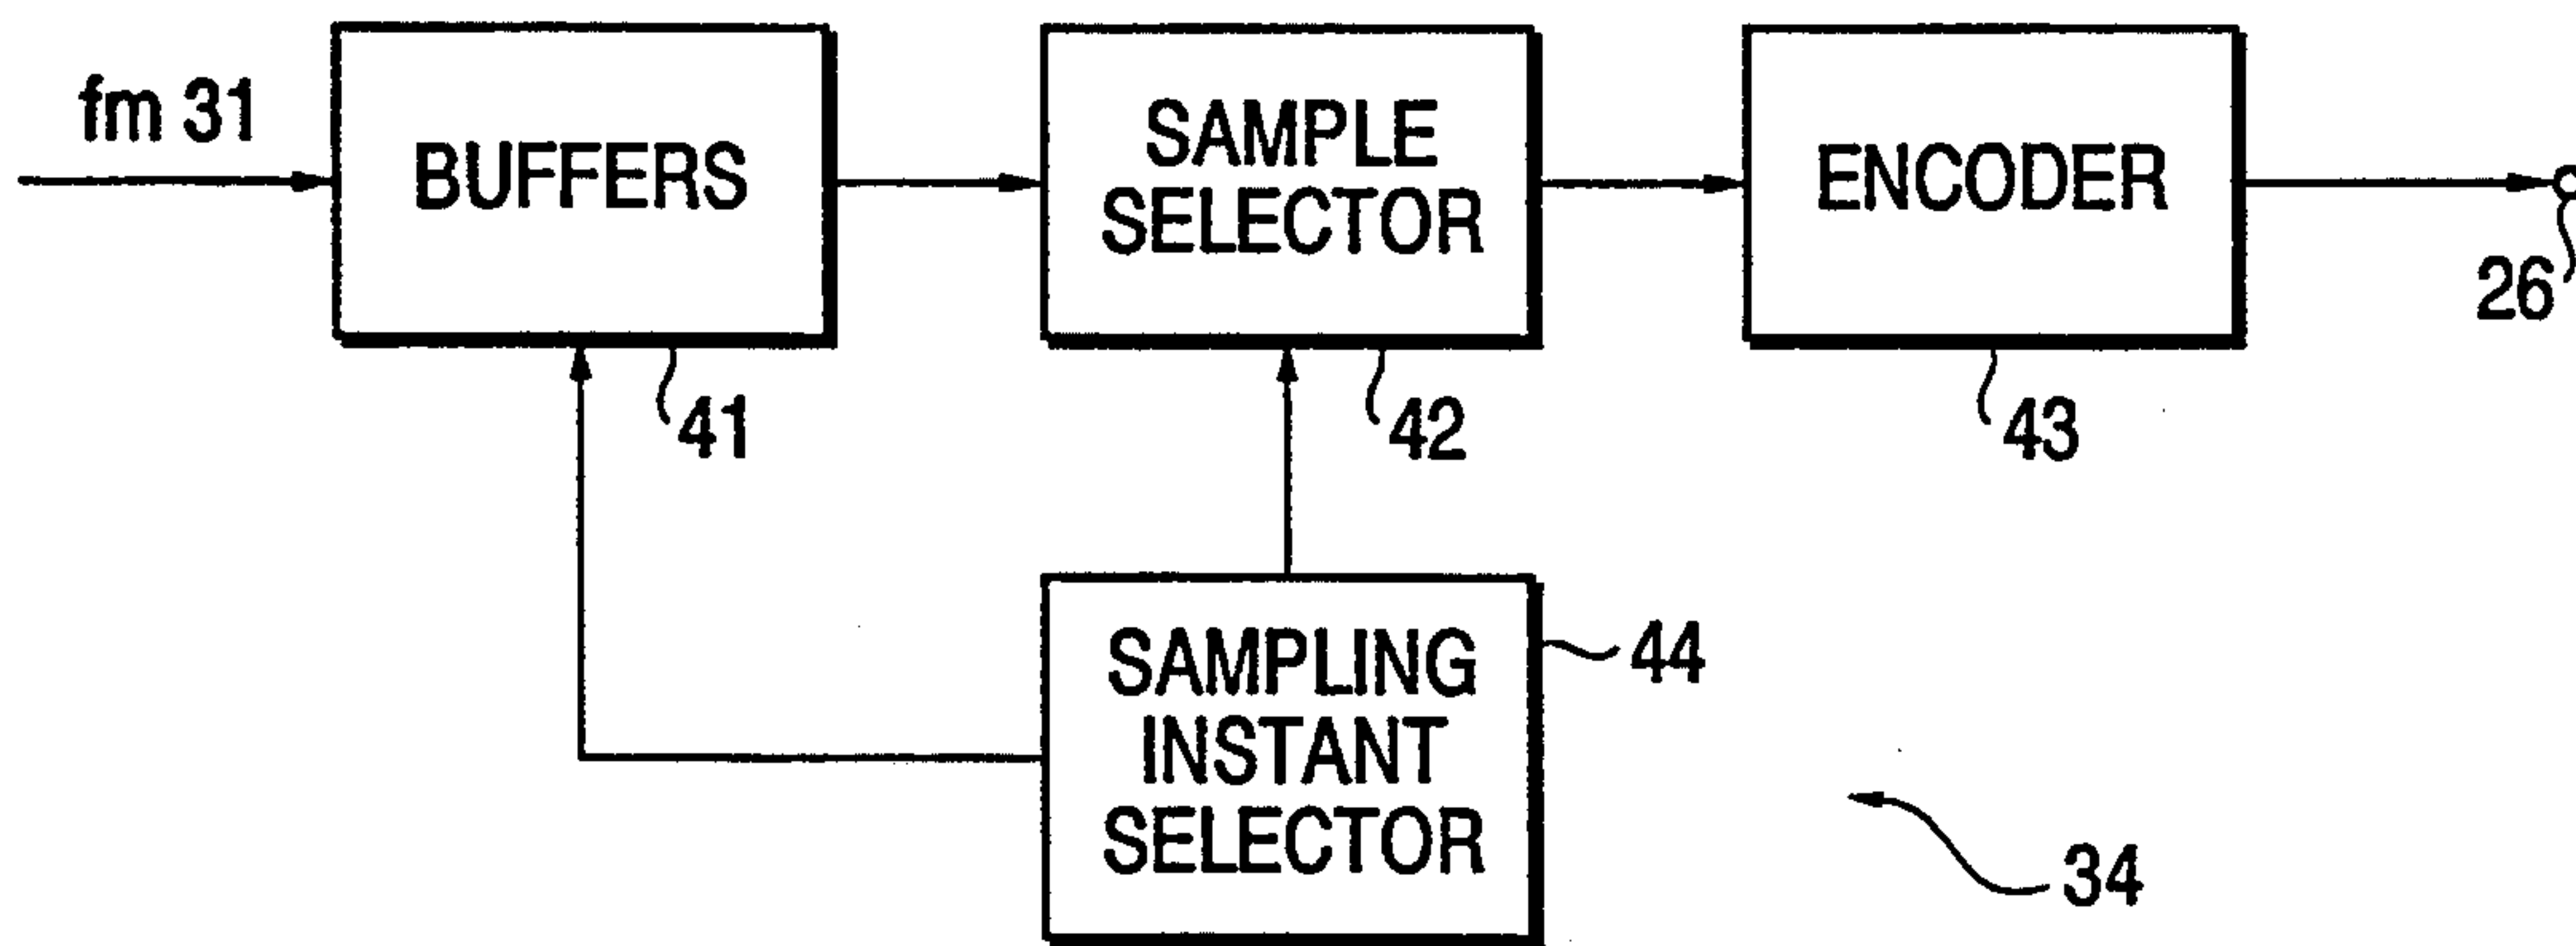 fm 31
BUFFERS
SAMPLE
SELECTOR
ENCODER
26
41
42
43
SAMPLING
INSTANT
SELECTOR
44
34